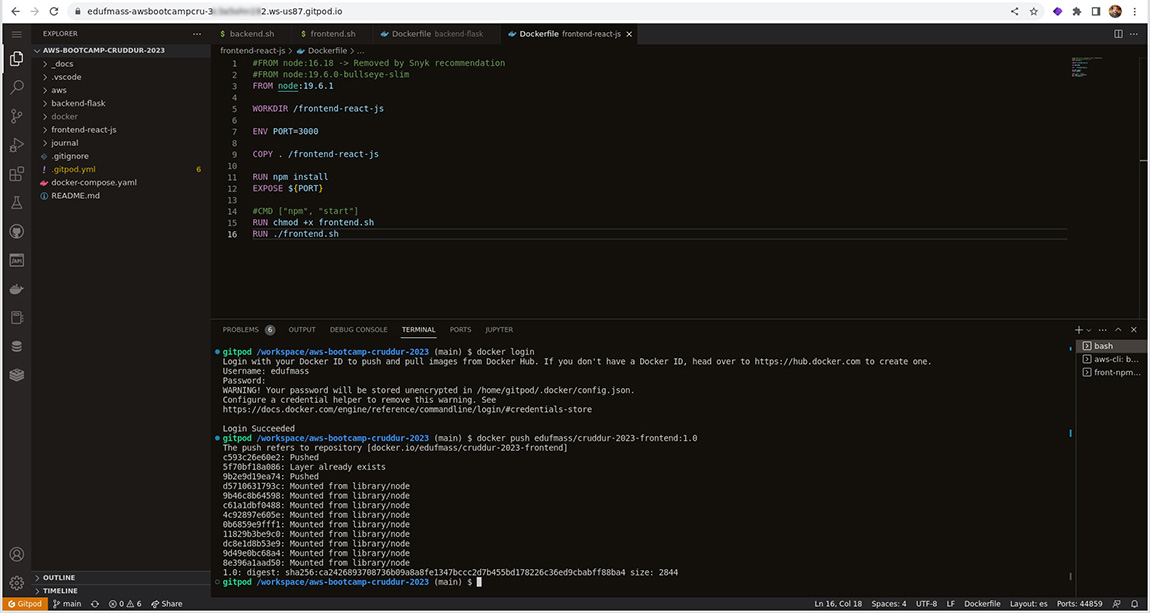 edufmass-awsbootcampcru-3 2.ws-us87.gitpod.io
EXPLORER
AWS-BOOTCAMP-CRUDDUR-2023
_docs
.vscode
aws
backend-flask
docker
frontend-react-js
journal
.gitignore
.gitpod.yml 6
docker-compose.yaml
README.md
OUTLINE
TIMELINE
$ backend.sh
$ frontend.sh
Dockerfile backend-flask
Dockerfile frontend-react-js
frontend-react-js > Dockerfile > ...
1 #FROM node:16.18 -> Removed by Snyk recommendation
2 #FROM node:19.6.0-bullseye-slim
3 FROM node:19.6.1
4
5 WORKDIR /frontend-react-js
6
7 ENV PORT=3000
8
9 COPY . /frontend-react-js
10
11 RUN npm install
12 EXPOSE ${PORT}
13
14 #CMD ["npm", "start"]
15 RUN chmod +x frontend.sh
16 RUN ./frontend.sh
PROBLEMS 6 OUTPUT DEBUG CONSOLE TERMINAL PORTS JUPYTER
gitpod /workspace/aws-bootcamp-cruddur-2023 (main) $ docker login
Login with your Docker ID to push and pull images from Docker Hub. If you don't have a Docker ID, head over to https://hub.docker.com to create one.
Username: edufmass
Password:
WARNING! Your password will be stored unencrypted in /home/gitpod/.docker/config.json.
Configure a credential helper to remove this warning. See
https://docs.docker.com/engine/reference/commandline/login/#credentials-store
Login Succeeded
gitpod /workspace/aws-bootcamp-cruddur-2023 (main) $ docker push edufmass/cruddur-2023-frontend:1.0
The push refers to repository [docker.io/edufmass/cruddur-2023-frontend]
c593c26e60e2: Pushed
5f70bf18a086: Layer already exists
9b2e9d19ea74: Pushed
d5710631793c: Mounted from library/node
9b46c8b64598: Mounted from library/node
c61a1dbf0488: Mounted from library/node
4c92897e605e: Mounted from library/node
0b6859e9fff1: Mounted from library/node
11829b3be9c0: Mounted from library/node
dc8e1d8b53e9: Mounted from library/node
9d49e0bc68a4: Mounted from library/node
8e396a1aad50: Mounted from library/node
1.0: digest: sha256:ca2426893708736b09a8a8fe1347bccc2d7b455bd178226c36ed9cbabff88ba4 size: 2844
gitpod /workspace/aws-bootcamp-cruddur-2023 (main) $
bash
aws-cli: b...
front-npm...
Gitpod main 0 6 Share
Ln 16, Col 18 Spaces: 4 UTF-8 LF Dockerfile Layout: es Ports: 44859